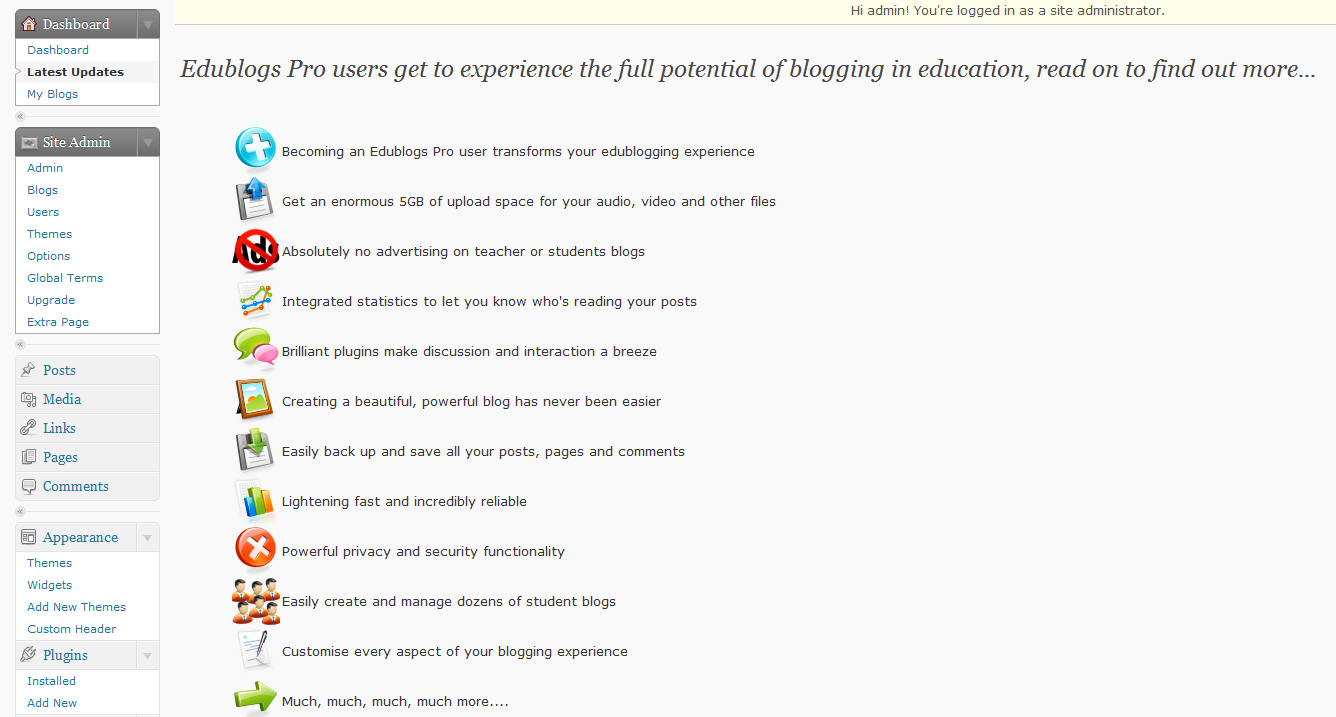 Hi admin! You're logged in as a site administrator.
Dashboard
Dashboard
Latest Updates
My Blogs
Site Admin
Admin
Blogs
Users
Themes
Options
Global Terms
Upgrade
Extra Page
Posts
Media
Links
Pages
Comments
Appearance
Themes
Widgets
Add New Themes
Custom Header
Plugins
Installed
Add New
Edublogs Pro users get to experience the full potential of blogging in education, read on to find out more...
Becoming an Edublogs Pro user transforms your edublogging experience
Get an enormous 5GB of upload space for your audio, video and other files
Ads
Absolutely no advertising on teacher or students blogs
Integrated statistics to let you know who's reading your posts
Brilliant plugins make discussion and interaction a breeze
Creating a beautiful, powerful blog has never been easier
Easily back up and save all your posts, pages and comments
Lightening fast and incredibly reliable
Powerful privacy and security functionality
Easily create and manage dozens of student blogs
Customise every aspect of your blogging experience
Much, much, much, much more....